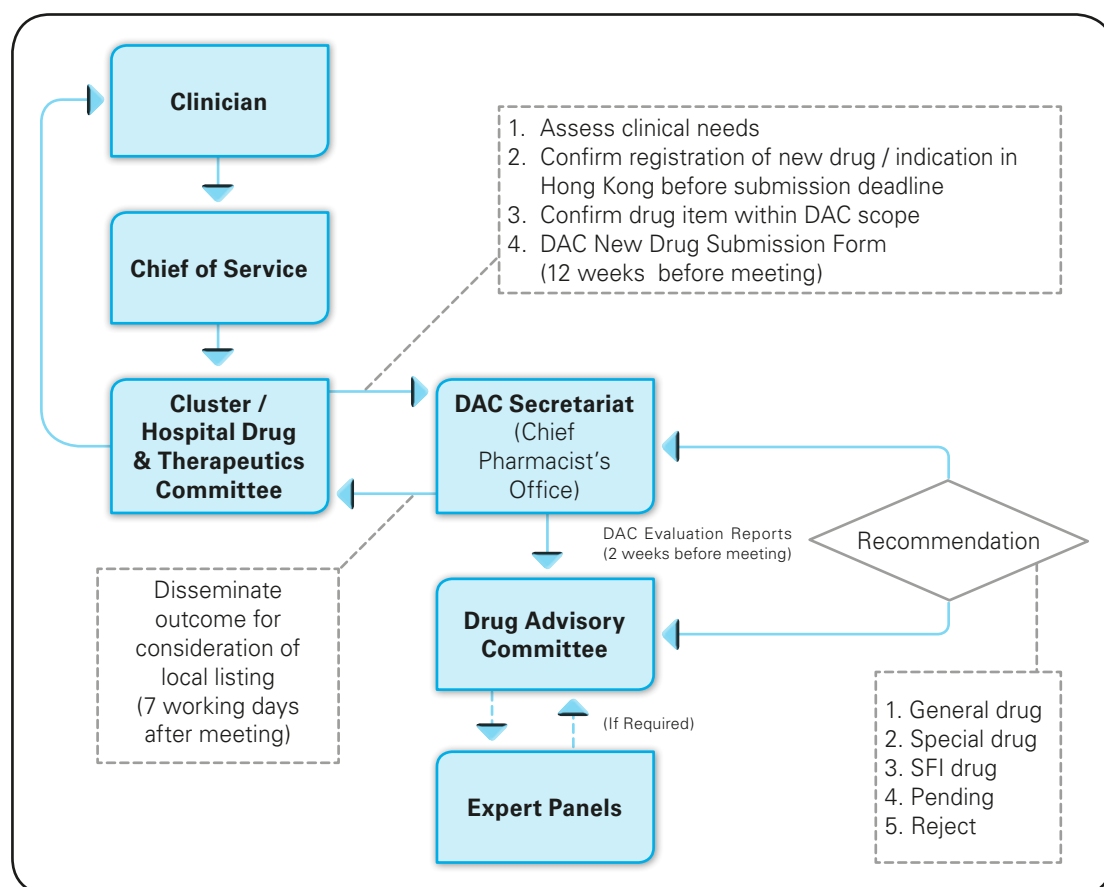 Clinician
1. Assess clinical needs
2. Confirm registration of new drug / indication in
Hong Kong before submission deadline
3. Confirm drug item within DAC scope
4. DAC New Drug Submission Form
(12 weeks before meeting)
Chief of Service
Cluster /
Hospital Drug
& Therapeutics
Committee
DAC Secretariat
(Chief
Pharmacist's
Office)
DAC Evaluation Reports
(2 weeks before meeting)
Recommendation
Disseminate
outcome for
consideration of
local listing
(7 working days
after meeting)
Drug Advisory
Committee
(If Required)
Expert Panels
1. General drug
2. Special drug
3. SFI drug
4. Pending
5. Reject